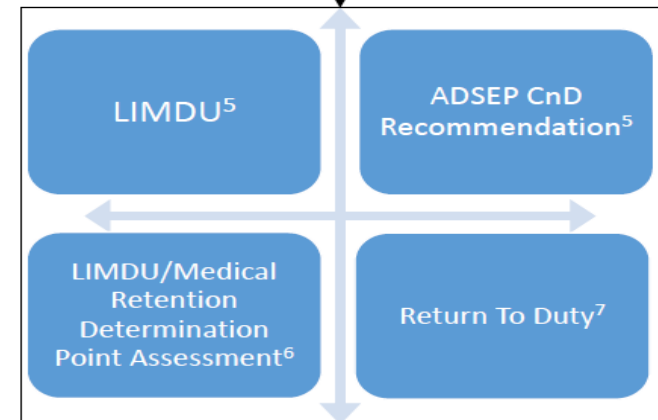 LIMDU⁵
ADSEP CnD
Recommendation⁵
LIMDU/Medical
Retention
Determination
Point Assessment⁶
Return To Duty⁷